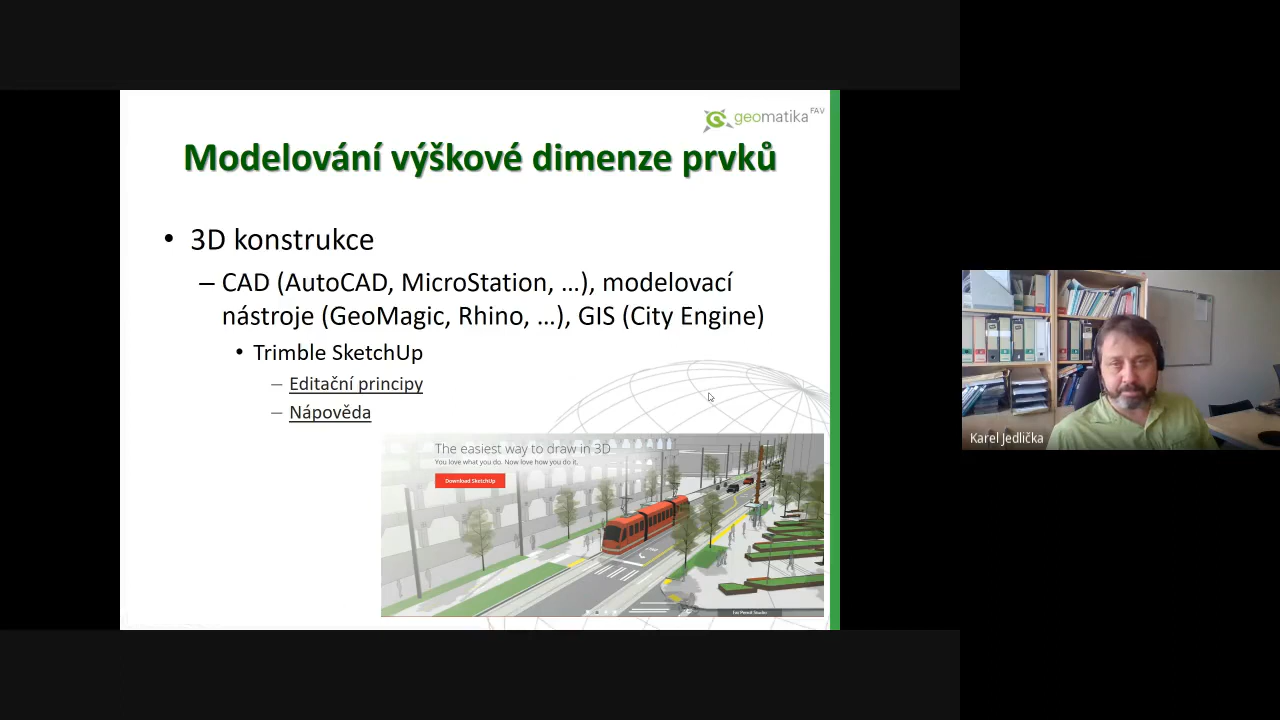 geomatika FAV
Modelování výškové dimenze prvků
• 3D konstrukce
– CAD (AutoCAD, MicroStation, …), modelovací
nástroje (GeoMagic, Rhino, …), GIS (City Engine)
• Trimble SketchUp
– Editační principy
– Nápověda
The easiest way to draw in 3D
You love what you do. Now love how you do it.
Download SketchUp
Karel Jedlička